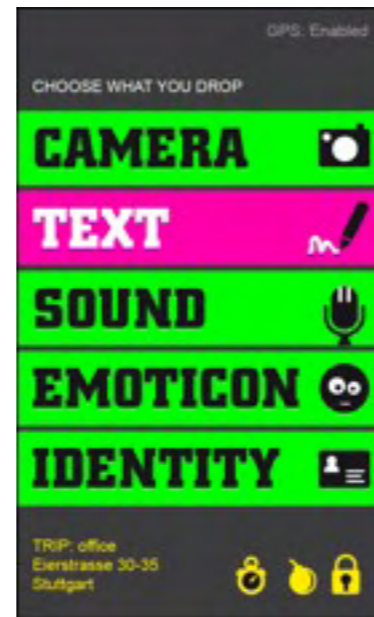 GPS: Enabled
CHOOSE WHAT YOU DROP
CAMERA
TEXT
SOUND
EMOTICON
IDENTITY
TRIP: office
Eierstrasse 30-35
Stuttgart